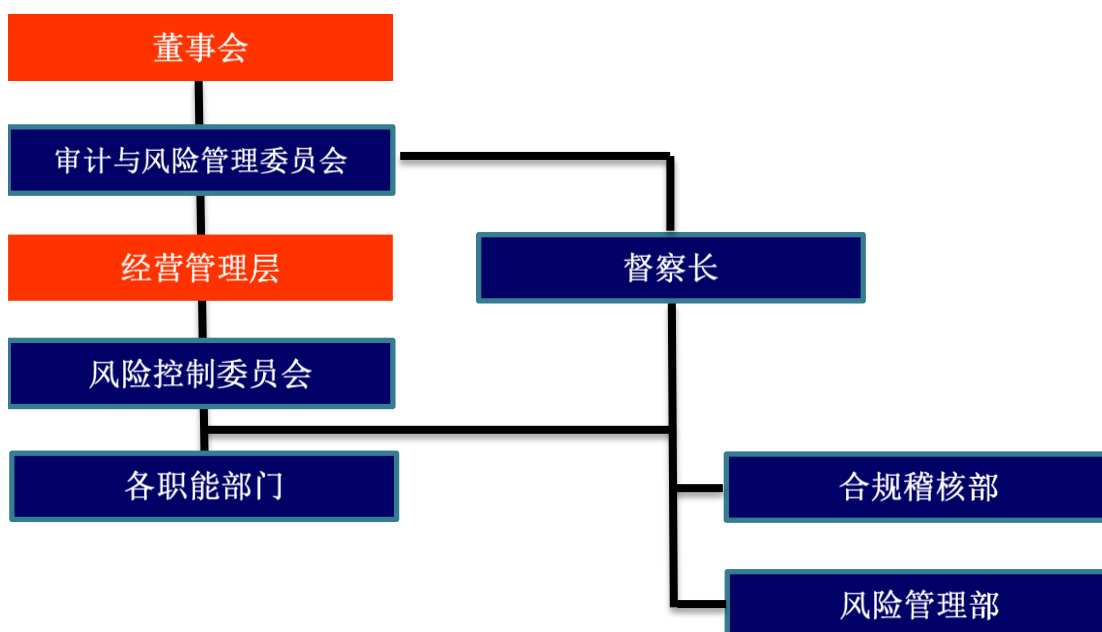 董事会
审计与风险管理委员会
经营管理层
督察长
风险控制委员会
各职能部门
合规稽核部
风险管理部